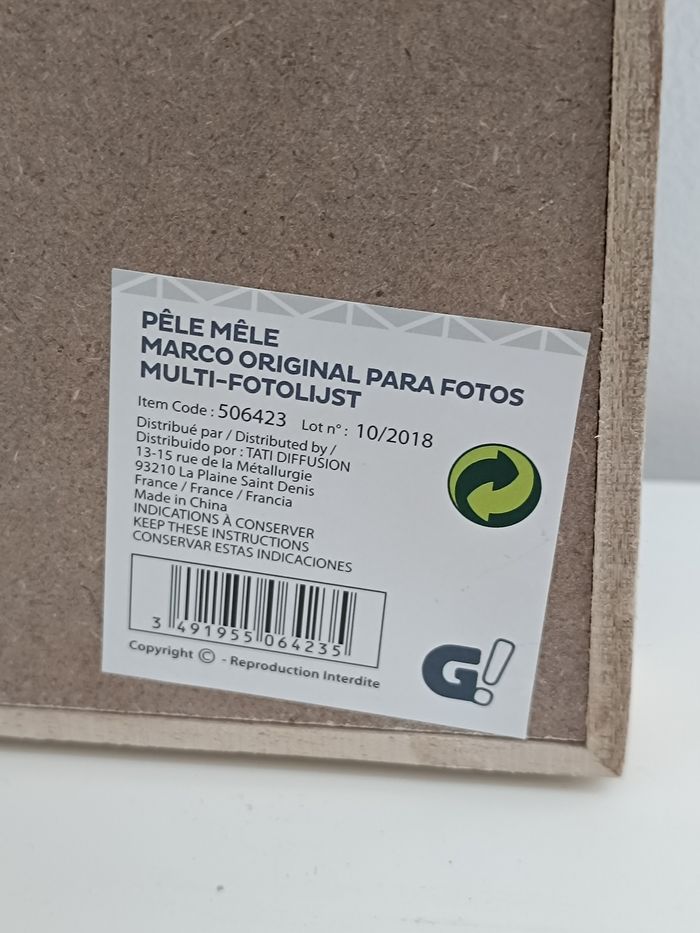 PÊLE MÊLE
MARCO ORIGINAL PARA FOTOS
MULTI-FOTOLIJST
Item Code : 506423 Lot n° : 10/2018
Distribué par / Distributed by /
Distribuido por : TATI DIFFUSION
13-15 rue de la Métallurgie
93210 La Plaine Saint Denis
France / France / Francia
Made in China
INDICATIONS À CONSERVER
KEEP THESE INSTRUCTIONS
CONSERVAR ESTAS INDICACIONES
3 491955 064235
Copyright © - Reproduction Interdite
G!